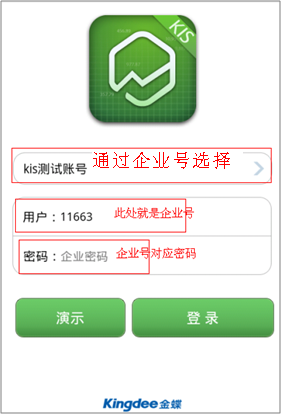 KIS
kis测试账号 通过企业号选择
用户：11663 此处就是企业号
密码：企业密码 企业号对应密码
演示 登录
Kingdee金蝶